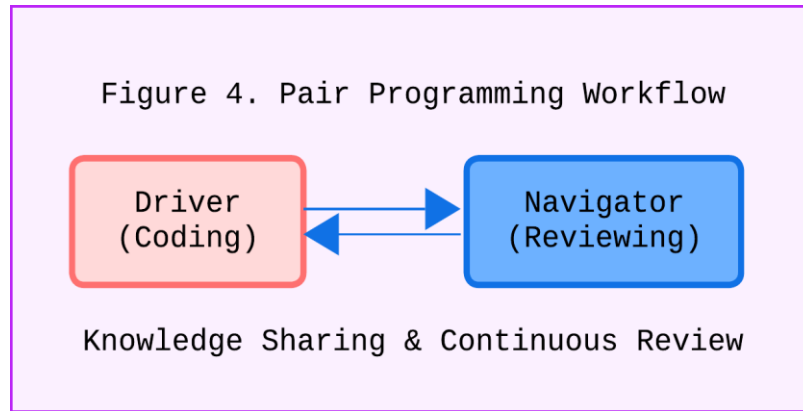 Figure 4. Pair Programming Workflow
Driver
(Coding)
Navigator
(Reviewing)
Knowledge Sharing & Continuous Review